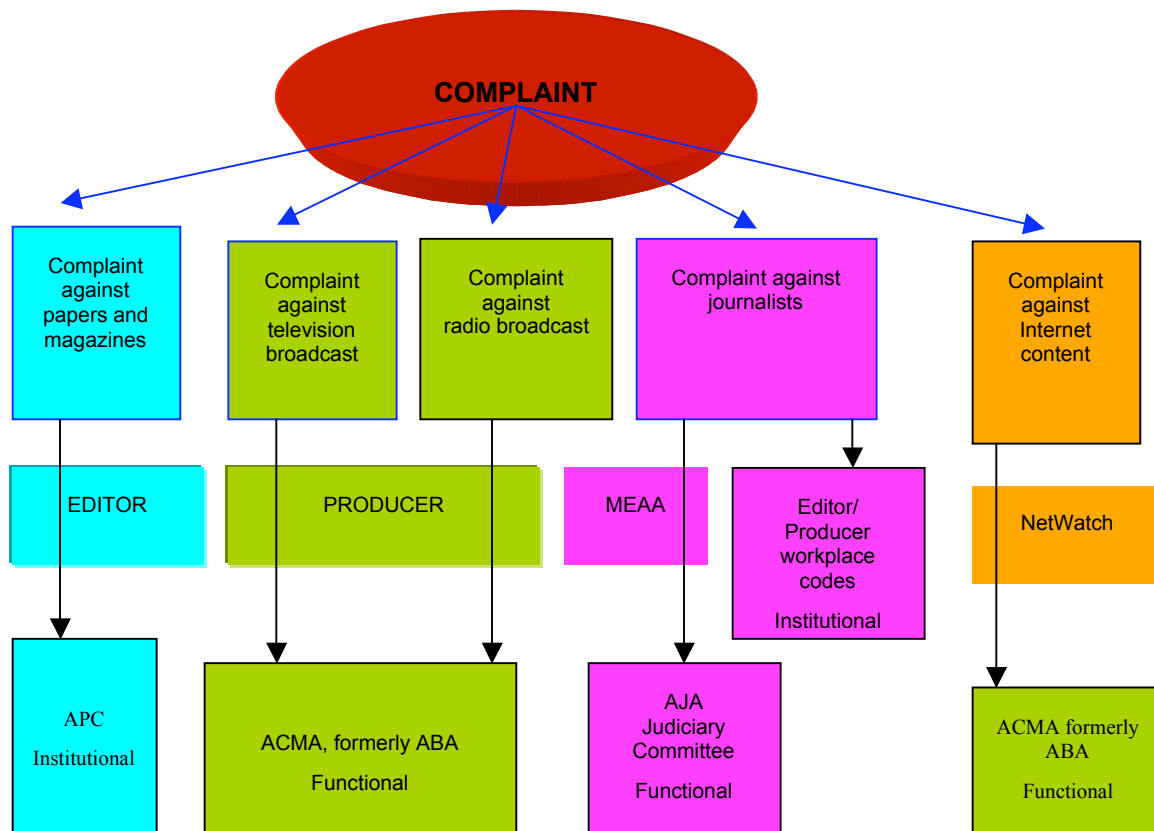 COMPLAINT
Complaint
against
papers and
magazines
Complaint
against
television
broadcast
Complaint
against
radio broadcast
Complaint against
journalists
Complaint
against
Internet
content
EDITOR
PRODUCER
MEAA
Editor/
Producer
workplace
codes
Institutional
NetWatch
APC
Institutional
ACMA, formerly ABA
Functional
AJA
Judiciary
Committee
Functional
ACMA formerly
ABA
Functional